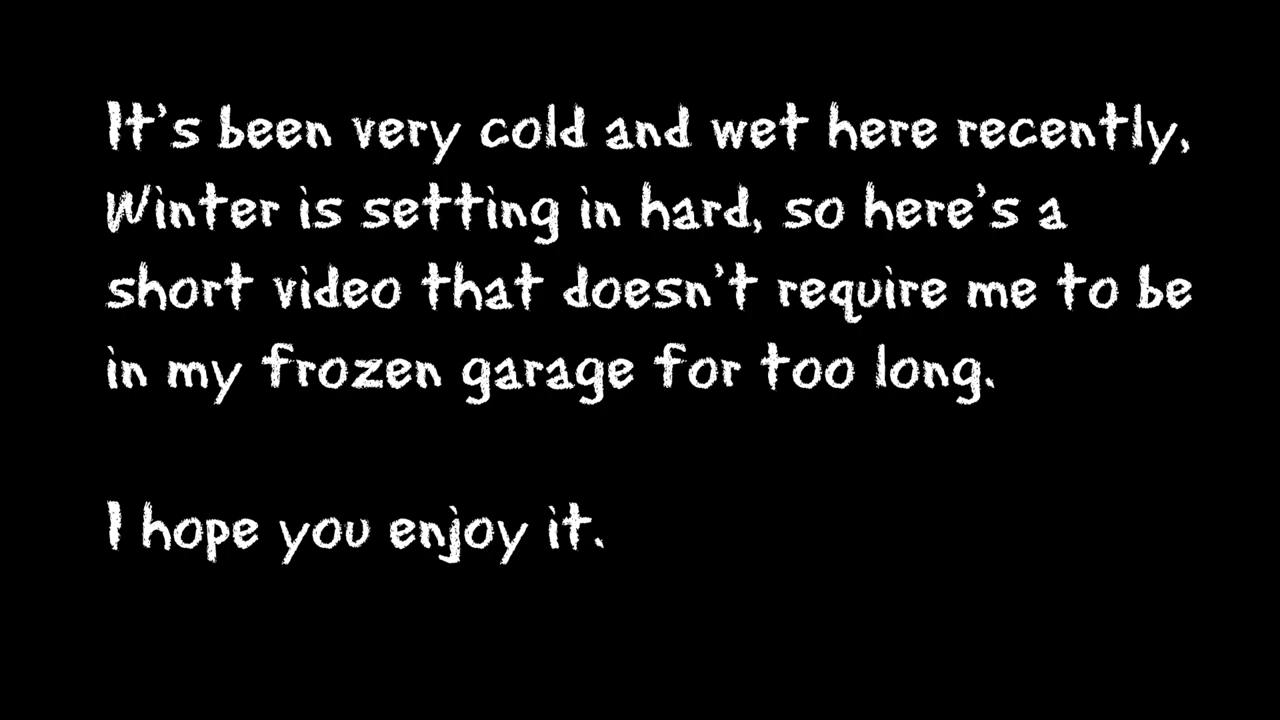 It's been very cold and wet here recently,
Winter is setting in hard, so here's a
short video that doesn't require me to be
in my frozen garage for too long.
I hope you enjoy it.